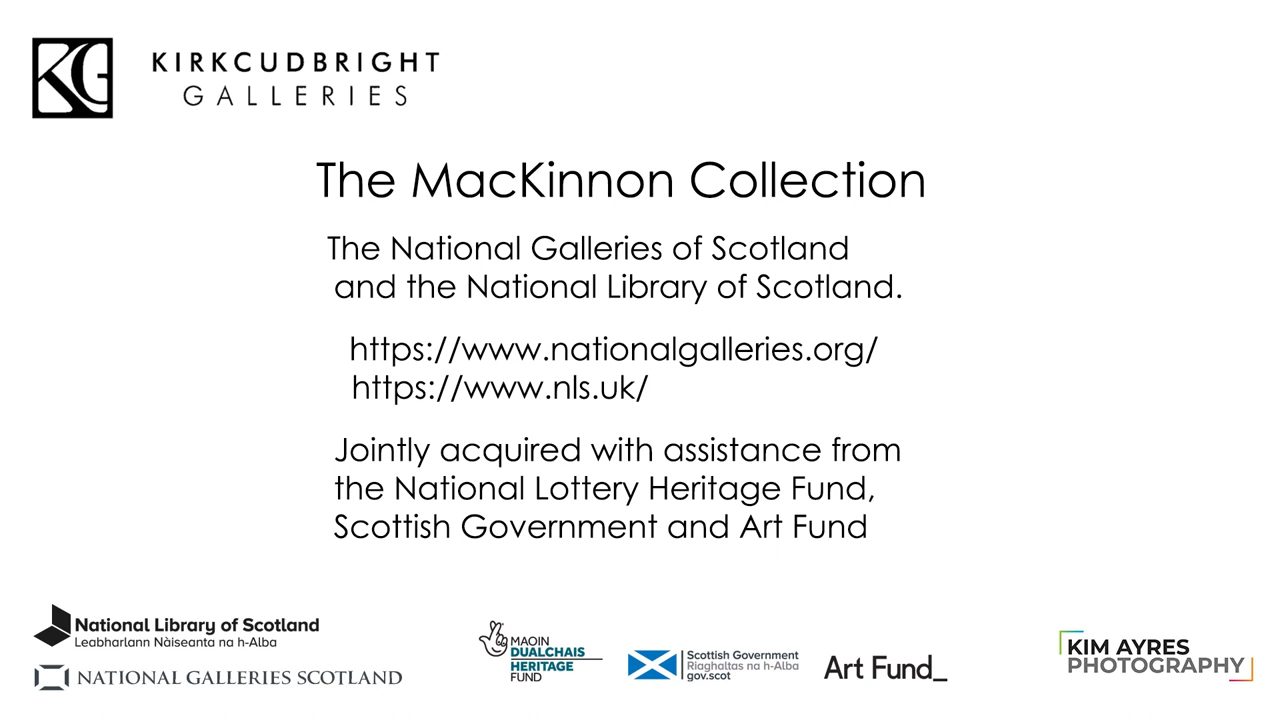 KG
KIRKCUDBRIGHT
GALLERIES
The MacKinnon Collection
The National Galleries of Scotland
and the National Library of Scotland.
https://www.nationalgalleries.org/
https://www.nls.uk/
Jointly acquired with assistance from
the National Lottery Heritage Fund,
Scottish Government and Art Fund
National Library of Scotland
Leabharlann Nàiseanta na h-Alba
NATIONAL GALLERIES SCOTLAND
MAOIN
DUALCHAIS
HERITAGE
FUND
Scottish Government
Riaghaltas na h-Alba
gov.scot
Art Fund_
KIM AYRES
PHOTOGRAPHY